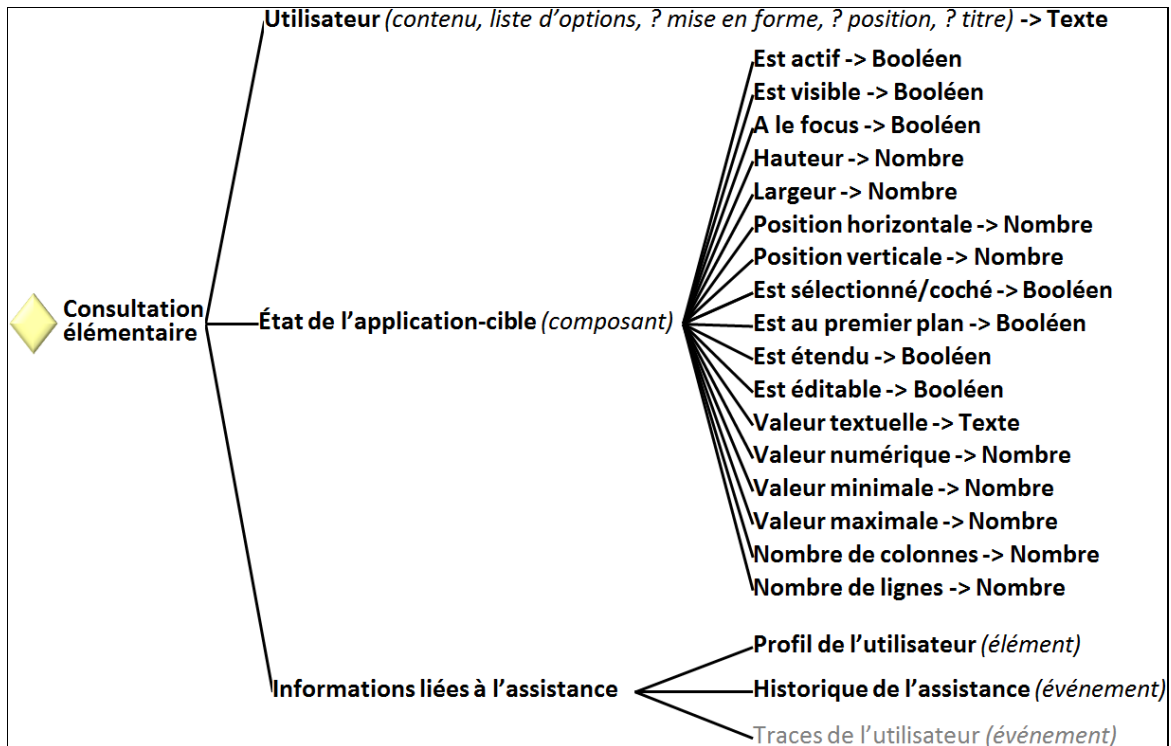 Utilisateur (contenu, liste d’options, ? mise en forme, ? position, ? titre) -> Texte
Est actif -> Booléen
Est visible -> Booléen
A le focus -> Booléen
Hauteur -> Nombre
Largeur -> Nombre
Position horizontale -> Nombre
Position verticale -> Nombre
Est sélectionné/coché -> Booléen
Consultation
élémentaire
État de l’application-cible (composant)
Est au premier plan -> Booléen
Est étendu -> Booléen
Est éditable -> Booléen
Valeur textuelle -> Texte
Valeur numérique -> Nombre
Valeur minimale -> Nombre
Valeur maximale -> Nombre
Nombre de colonnes -> Nombre
Nombre de lignes -> Nombre
Profil de l’utilisateur (élément)
Informations liées à l’assistance
Historique de l’assistance (événement)
Traces de l’utilisateur (événement)